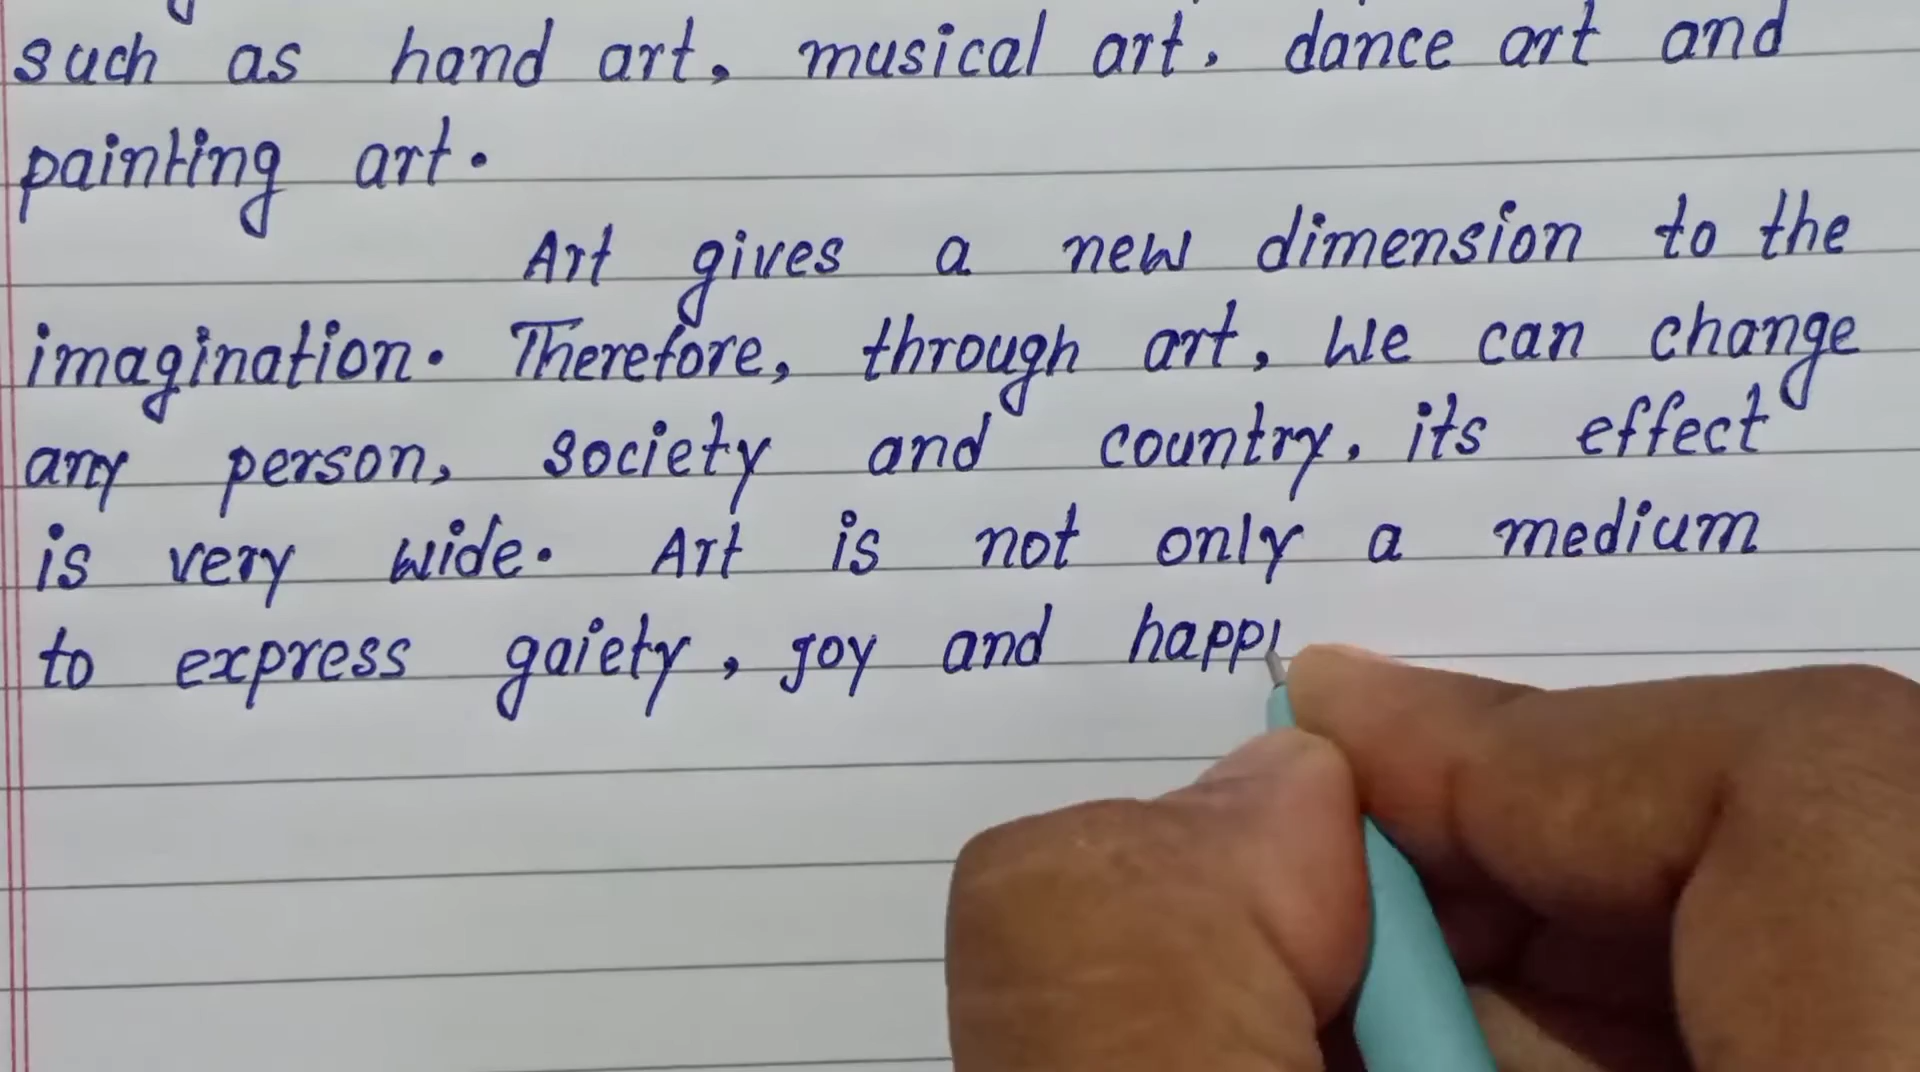 such as hand art, musical art. dance art and
painting art.
Art gives a new dimension to the
imagination. Therefore, through art, We can change
any person, society and country. its effect
is very wide. Art is not only a medium
to express gaiety, joy and happi